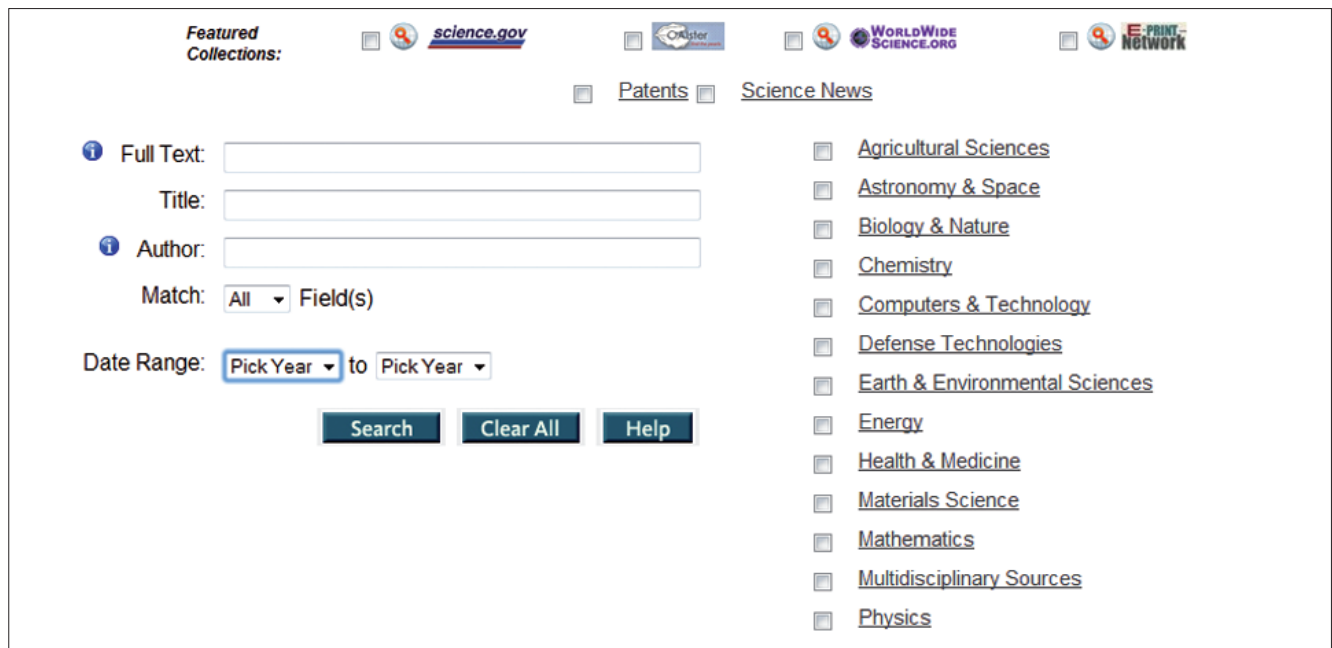 Featured Collections:
science.gov
OAIster
WORLDWIDE SCIENCE.ORG
E-PRINT Network
Patents Science News
Full Text:
Title:
Author:
Match: All Field(s)
Date Range: Pick Year to Pick Year
Search Clear All Help
Agricultural Sciences
Astronomy & Space
Biology & Nature
Chemistry
Computers & Technology
Defense Technologies
Earth & Environmental Sciences
Energy
Health & Medicine
Materials Science
Mathematics
Multidisciplinary Sources
Physics